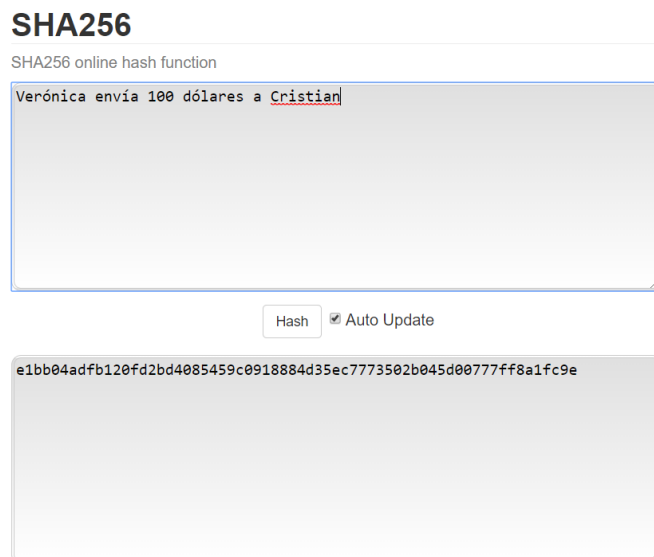 SHA256
SHA256 online hash function
Verónica envía 100 dólares a Cristian
Hash
Auto Update
e1bb04adfb120fd2bd4085459c0918884d35ec7773502b045d00777ff8a1fc9e